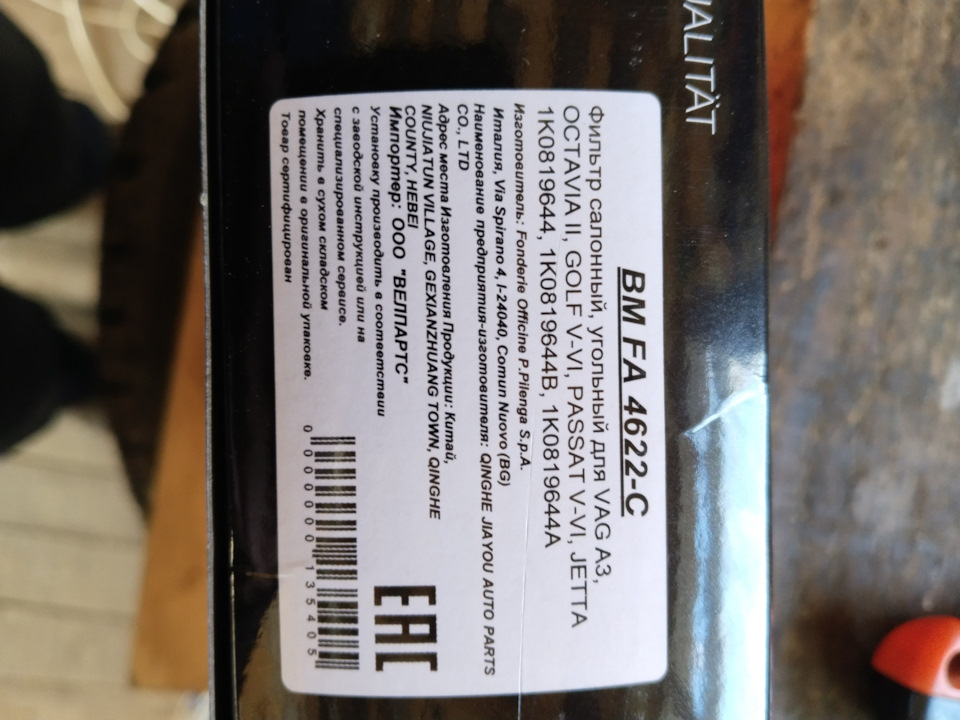 BM FA 4622-C
Фильтр салонный, угольный для VAG A3,
OCTAVIA II, GOLF V-VI, PASSAT V-VI, JETTA
1K0819644, 1K0819644B, 1K0819644A
Изготовитель: Fonderie Officine P.Pilenga S.p.A.
Италия, Via Spirano 4, I-24040, Comun Nuovo (BG)
Наименование предприятия-изготовителя: QINGHE JIAYOU AUTO PARTS
CO., LTD
Адрес места Изготовления Продукции: Китай,
NIUJIATUN VILLAGE, GEXIANZHUANG TOWN, QINGHE
COUNTY, HEBEI
Импортер: ООО "ВЕЛПАРТС"
Установку производить в соответствии
с заводской инструкцией или на
специализированном сервисе.
Хранить в сухом складском
помещении в оригинальной упаковке.
Товар сертифицирован
EAC
0000000135405